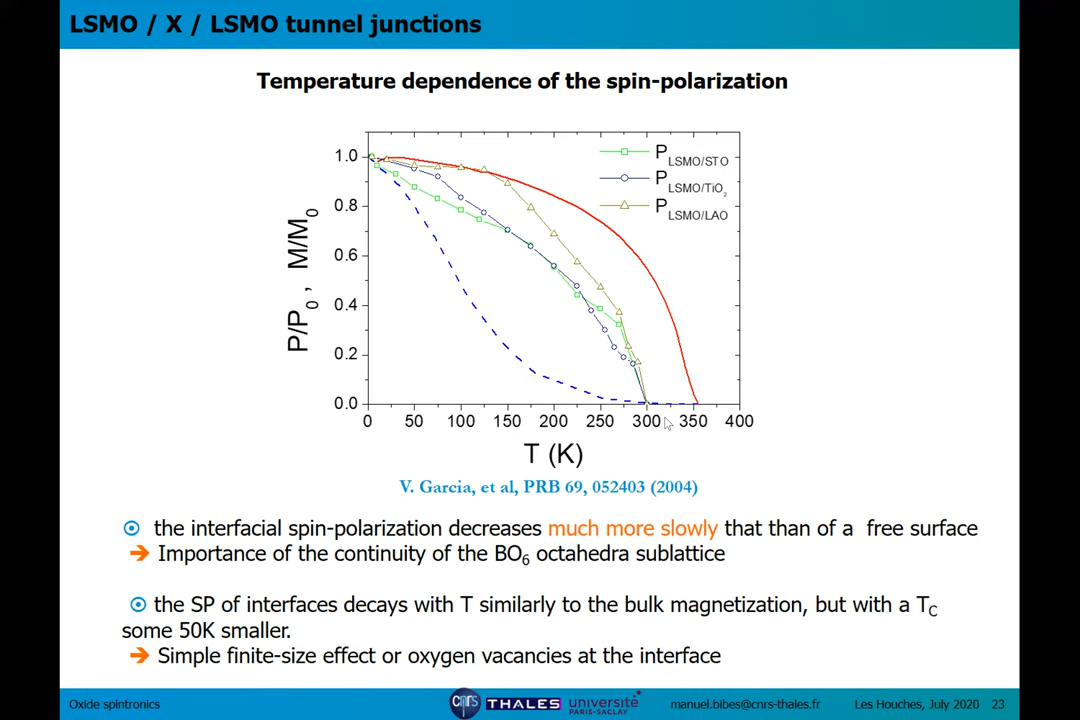 LSMO / X / LSMO tunnel junctions
Temperature dependence of the spin-polarization
P/P0 , M/M0
1.0
0.8
0.6
0.4
0.2
0.0
PLSMO/STO
PLSMO/TiO2
PLSMO/LAO
0 50 100 150 200 250 300 350 400
T (K)
V. Garcia, et al, PRB 69, 052403 (2004)
the interfacial spin-polarization decreases much more slowly that than of a free surface
➔ Importance of the continuity of the BO6 octahedra sublattice
the SP of interfaces decays with T similarly to the bulk magnetization, but with a TC
some 50K smaller.
➔ Simple finite-size effect or oxygen vacancies at the interface
Oxide spintronics
cnrs
THALES
université
PARIS-SACLAY
manuel.bibes@cnrs-thales.fr
Les Houches, July 2020 23